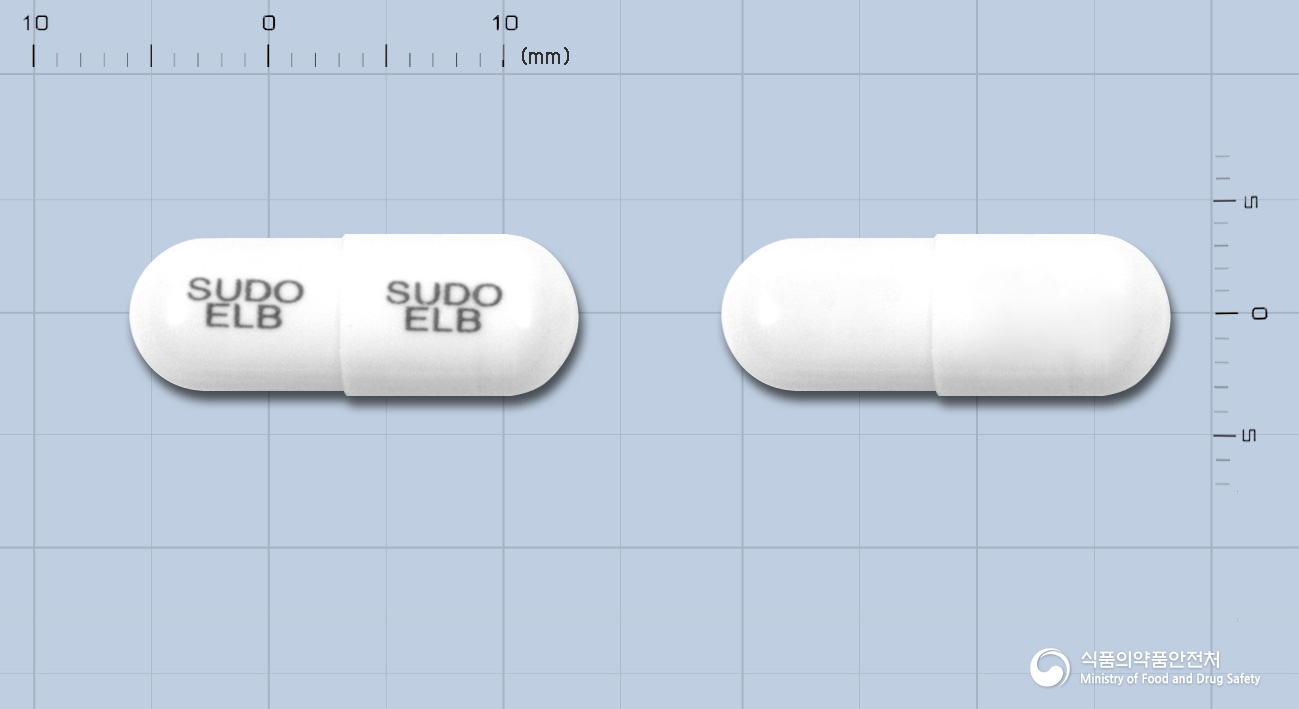 10 0 10
(mm)
SUDO
ELB
SUDO
ELB
5
0
5
식품의약품안전처
Ministry of Food and Drug Safety